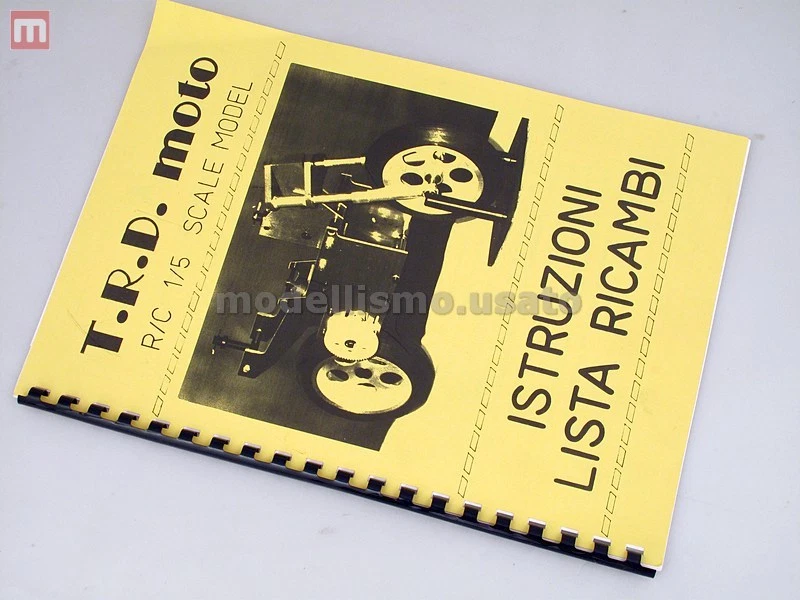 T.R.D. moto
R/C 1/5 SCALE MODEL
ISTRUZIONI
LISTA RICAMBI
modellismo.usato
m